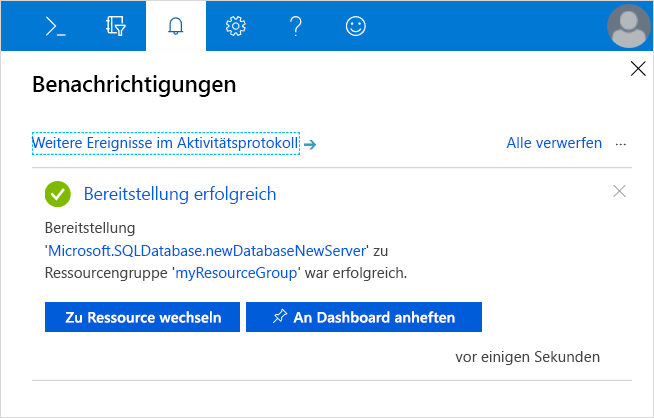 Benachrichtigungen
Weitere Ereignisse im Aktivitätsprotokoll → Alle verwerfen ...
Bereitstellung erfolgreich
Bereitstellung
'Microsoft.SQLDatabase.newDatabaseNewServer' zu
Ressourcengruppe 'myResourceGroup' war erfolgreich.
Zu Ressource wechseln An Dashboard anheften
vor einigen Sekunden